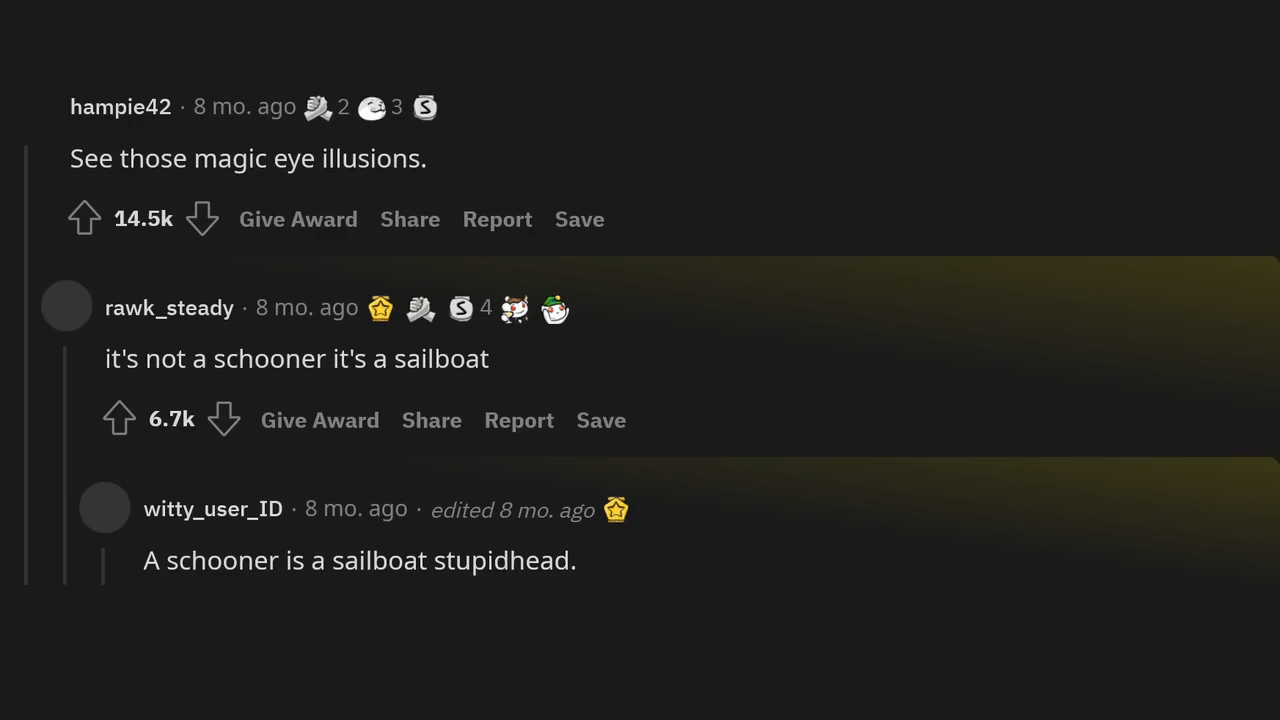 hampie42 · 8 mo. ago 2 3 S
See those magic eye illusions.
14.5k Give Award Share Report Save
rawk_steady · 8 mo. ago S 4
it's not a schooner it's a sailboat
6.7k Give Award Share Report Save
witty_user_ID · 8 mo. ago · edited 8 mo. ago
A schooner is a sailboat stupidhead.